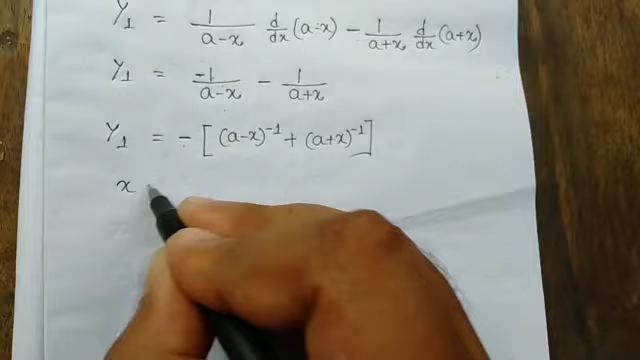 Y₁ = 1/(a-x) d/dx (a-x) - 1/(a+x) d/dx (a+x)
Y₁ = -1/(a-x) - 1/(a+x)
Y₁ = - [(a-x)⁻¹ + (a+x)⁻¹]
x